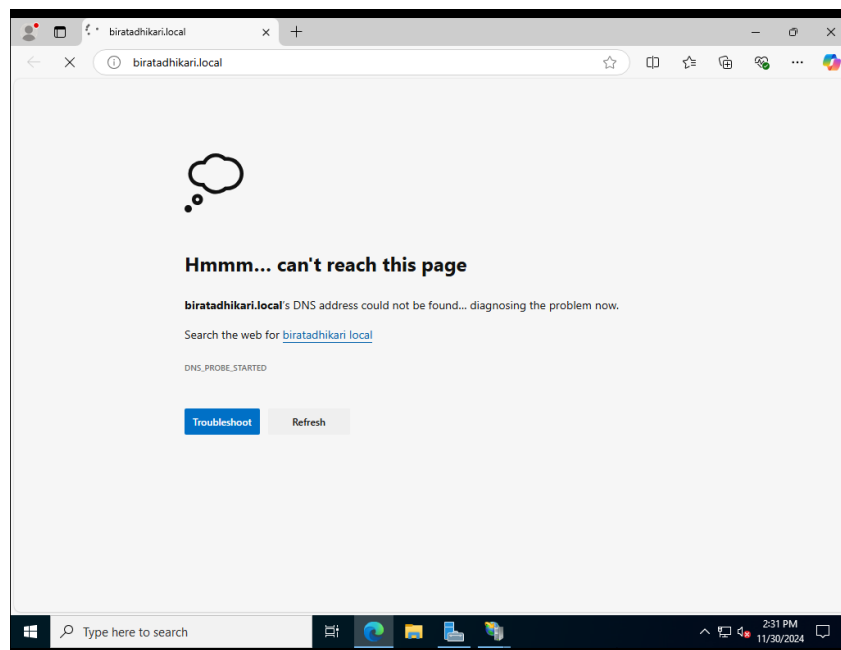 biratadhikari.local
biratadhikari.local
Hmmm... can't reach this page
biratadhikari.local's DNS address could not be found... diagnosing the problem now.
Search the web for biratadhikari local
DNS_PROBE_STARTED
Troubleshoot Refresh
Type here to search
2:31 PM
11/30/2024